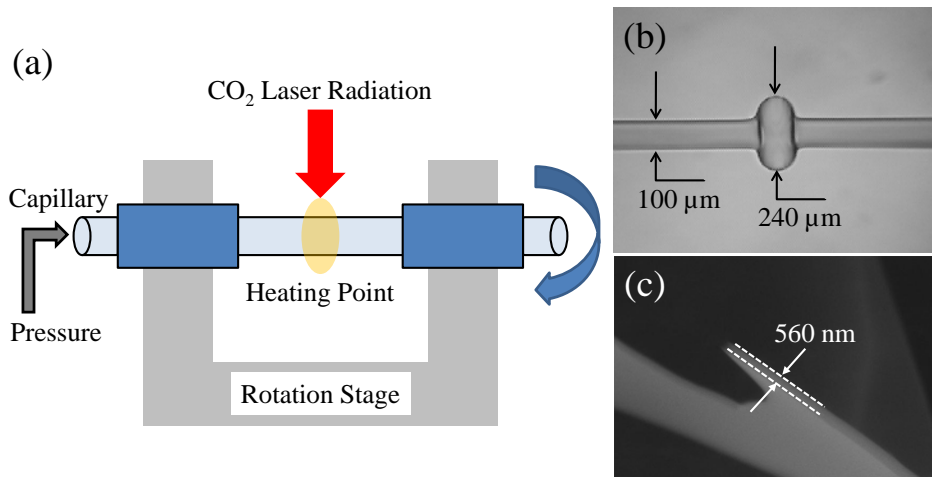 (a)
CO₂ Laser Radiation
Capillary
Heating Point
Pressure
Rotation Stage
(b)
100 µm
240 µm
(c)
560 nm